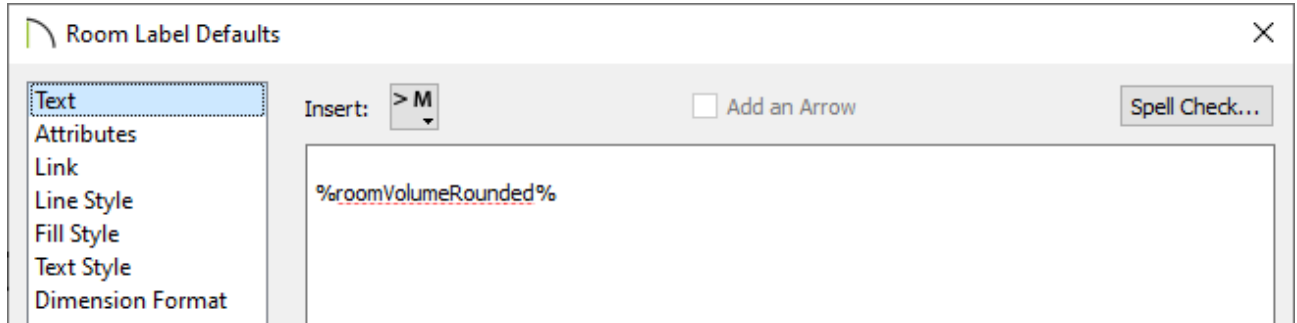 Room Label Defaults
Text
Attributes
Link
Line Style
Fill Style
Text Style
Dimension Format
Insert:
> M
Add an Arrow
Spell Check...
%roomVolumeRounded%